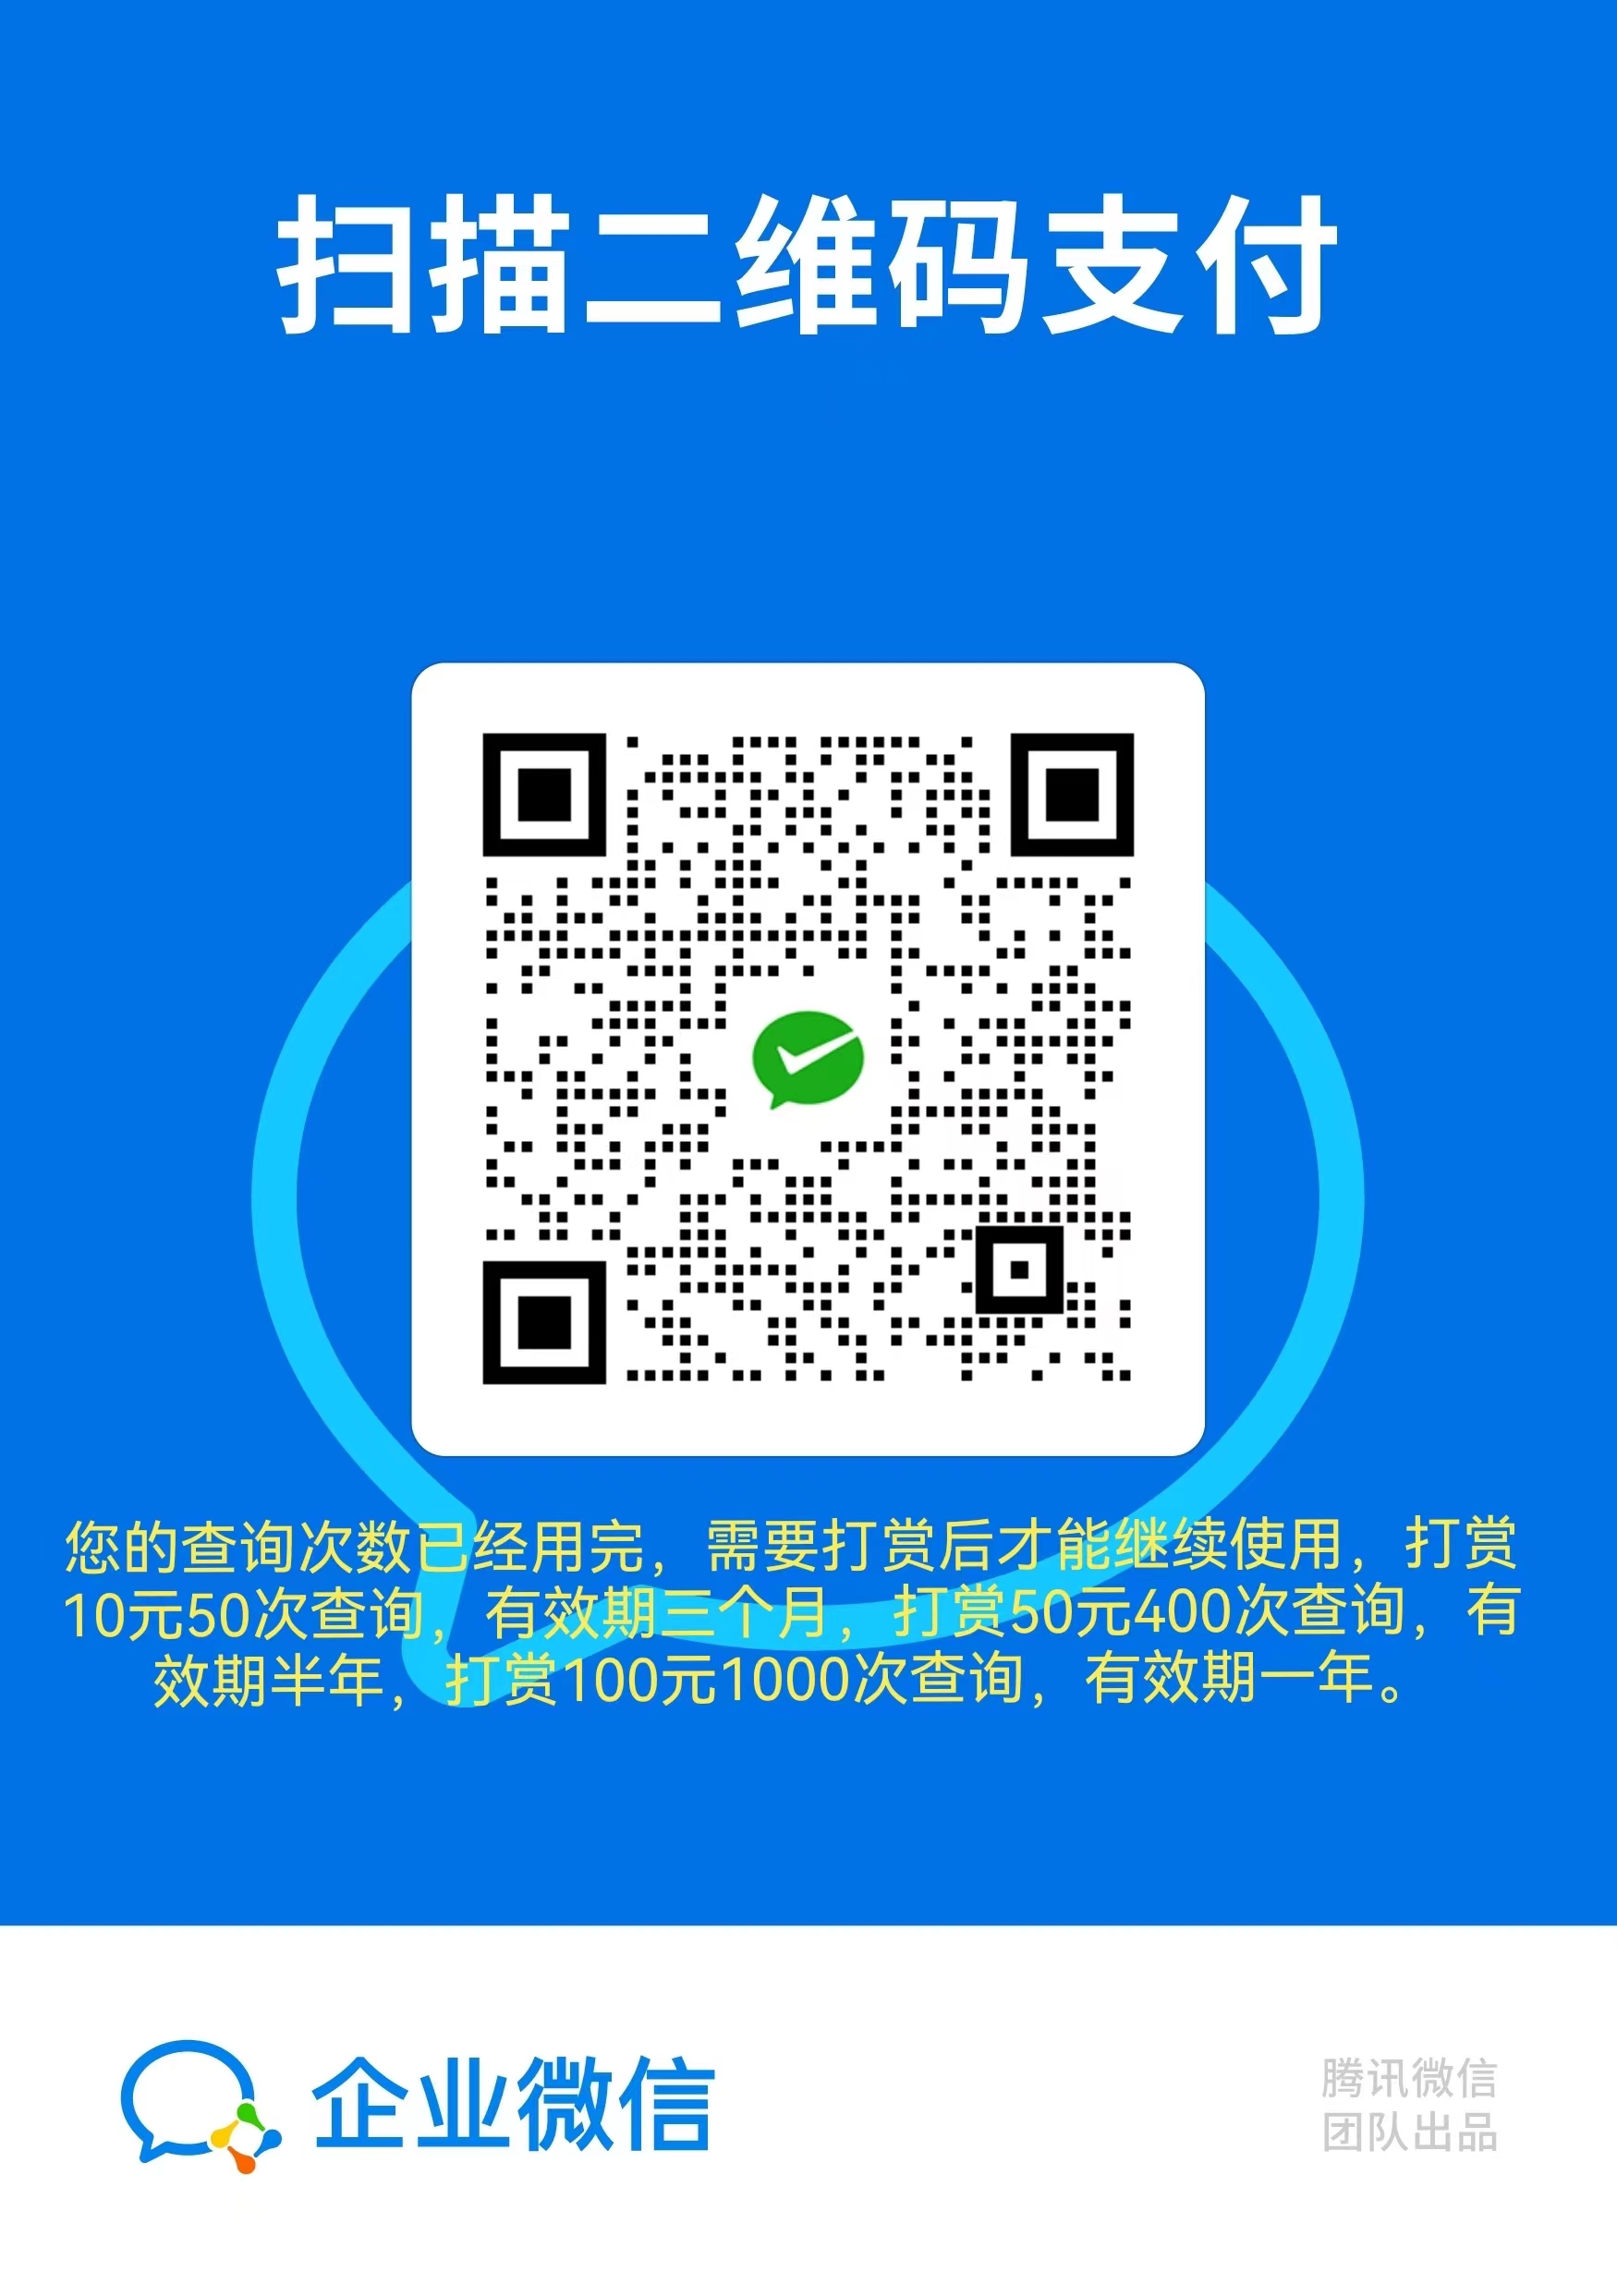 扫描二维码支付
您的查询次数已经用完，需要打赏后才能继续使用，打赏
10元50次查询，有效期三个月，打赏50元400次查询，有
效期半年，打赏100元1000次查询，有效期一年。
企业微信
腾讯微信
团队出品